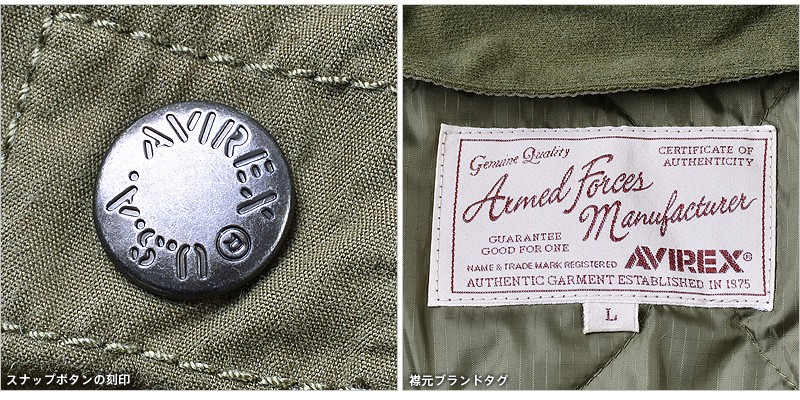 AVIREX U.S.A.
スナップボタンの刻印
Genuine Quality
CERTIFICATE OF
AUTHENTICITY
Armed Forces
Manufacturer
GUARANTEE
GOOD FOR ONE
NAME & TRADE MARK REGISTERED
AVIREX®
AUTHENTIC GARMENT ESTABLISHED IN 1975
L
襟元ブランドタグ